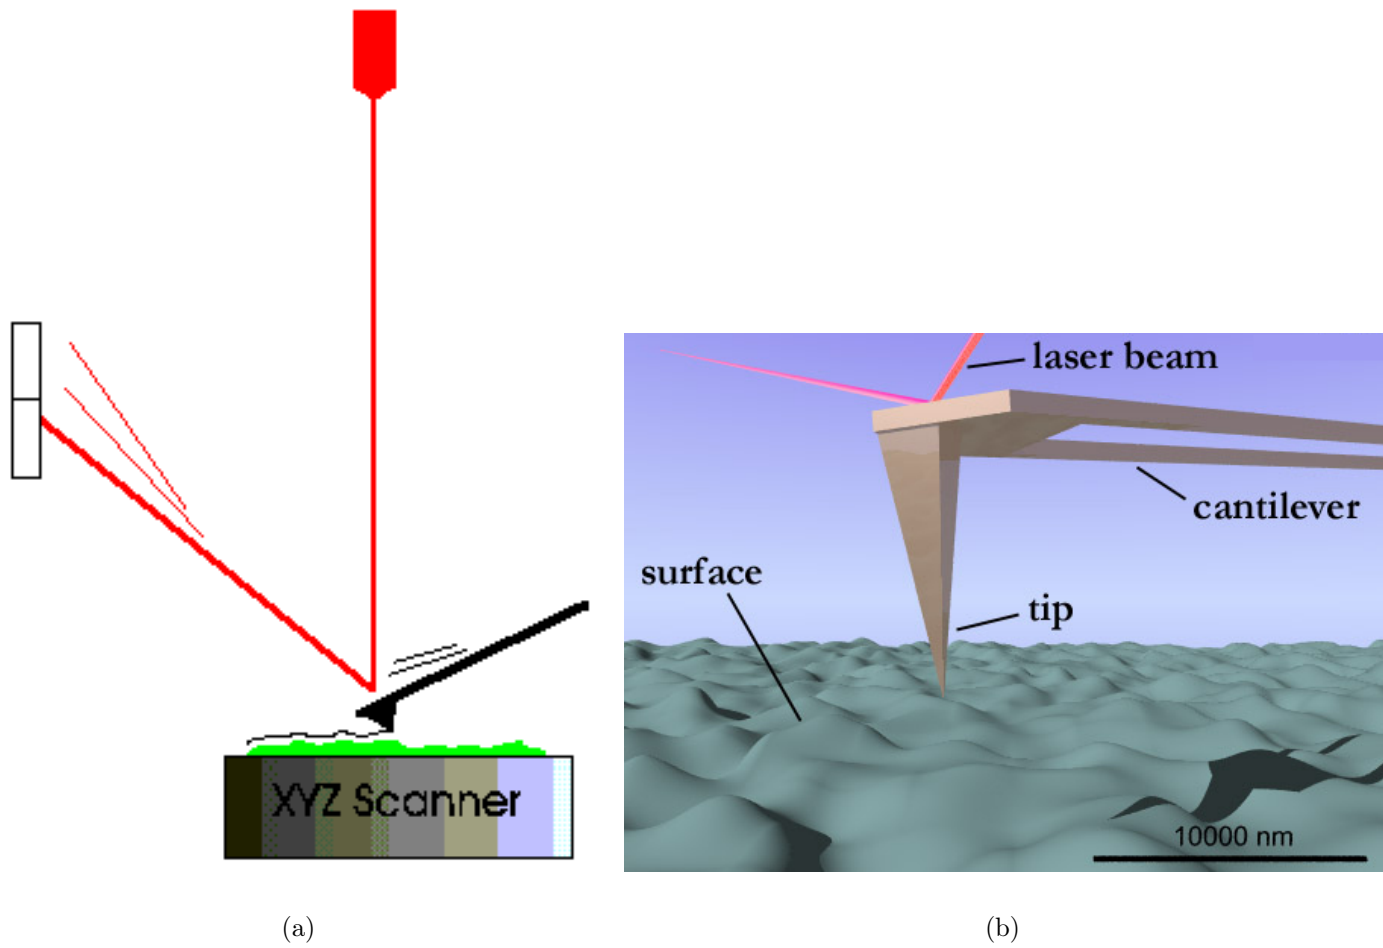 XYZ Scanner
(a)
laser beam
cantilever
surface
tip
10000 nm
(b)